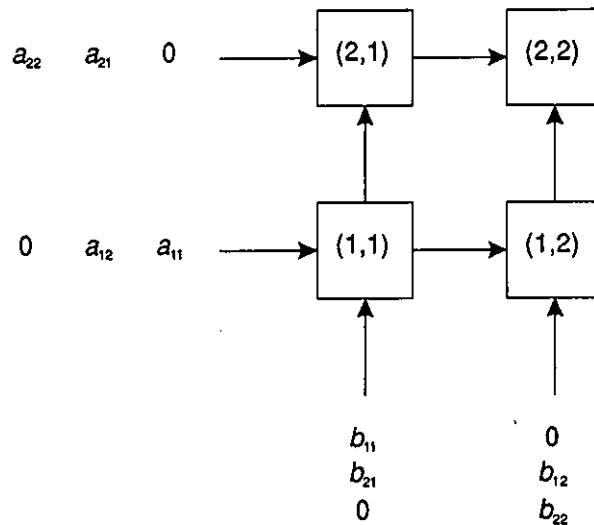 a₂₂ a₂₁ 0 (2,1) (2,2)
0 a₁₂ a₁₁ (1,1) (1,2)
b₁₁ 0
b₂₁ b₁₂
0 b₂₂